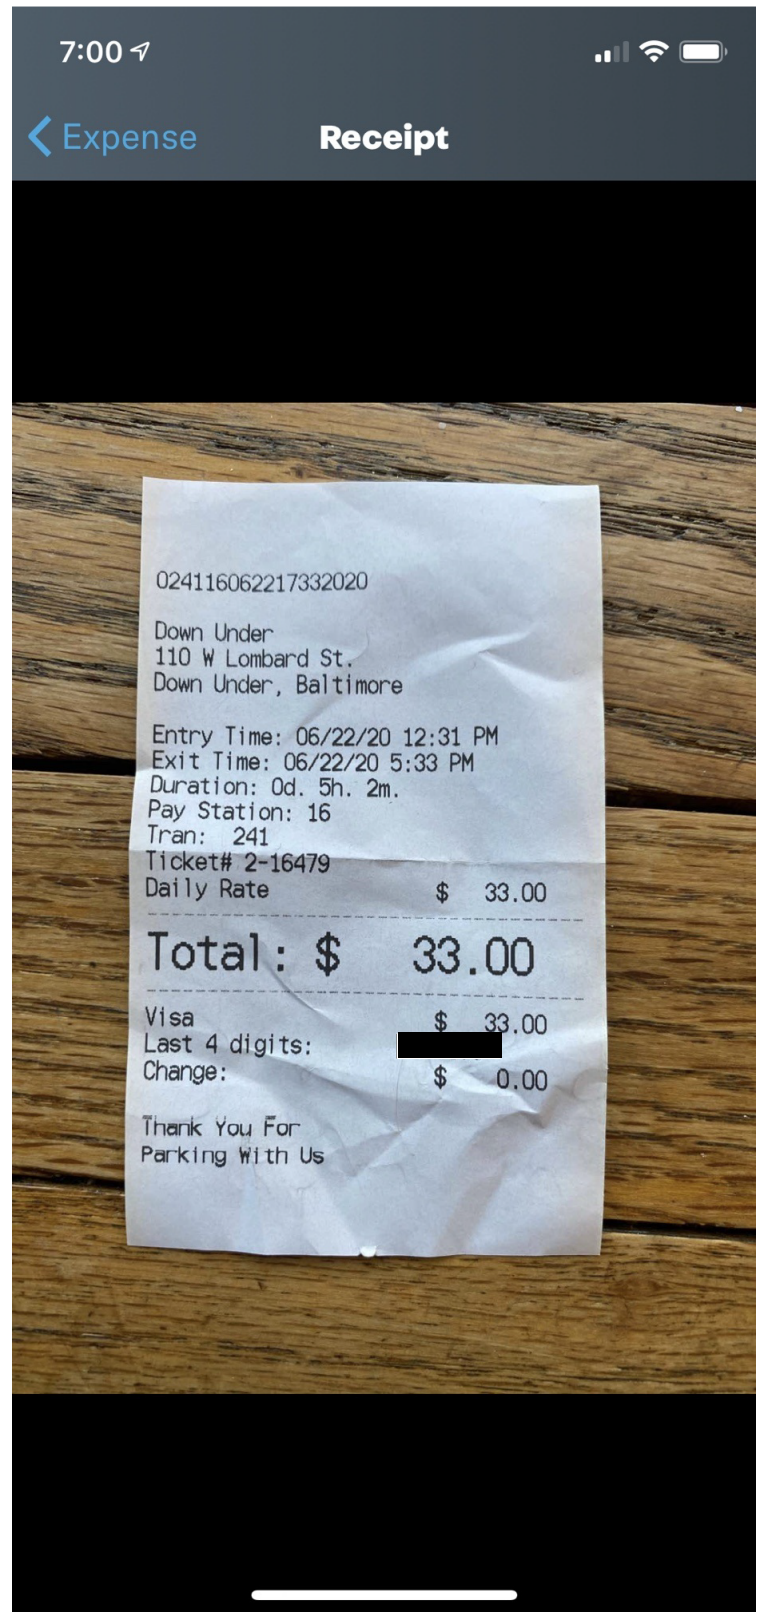 7:00
Expense
Receipt
024116062217332020
Down Under
110 W Lombard St.
Down Under, Baltimore
Entry Time: 06/22/20 12:31 PM
Exit Time: 06/22/20 5:33 PM
Duration: 0d. 5h. 2m.
Pay Station: 16
Tran: 241
Ticket# 2-16479
Daily Rate $ 33.00
Total: $ 33.00
Visa $ 33.00
Last 4 digits:
Change: $ 0.00
Thank You For
Parking With Us